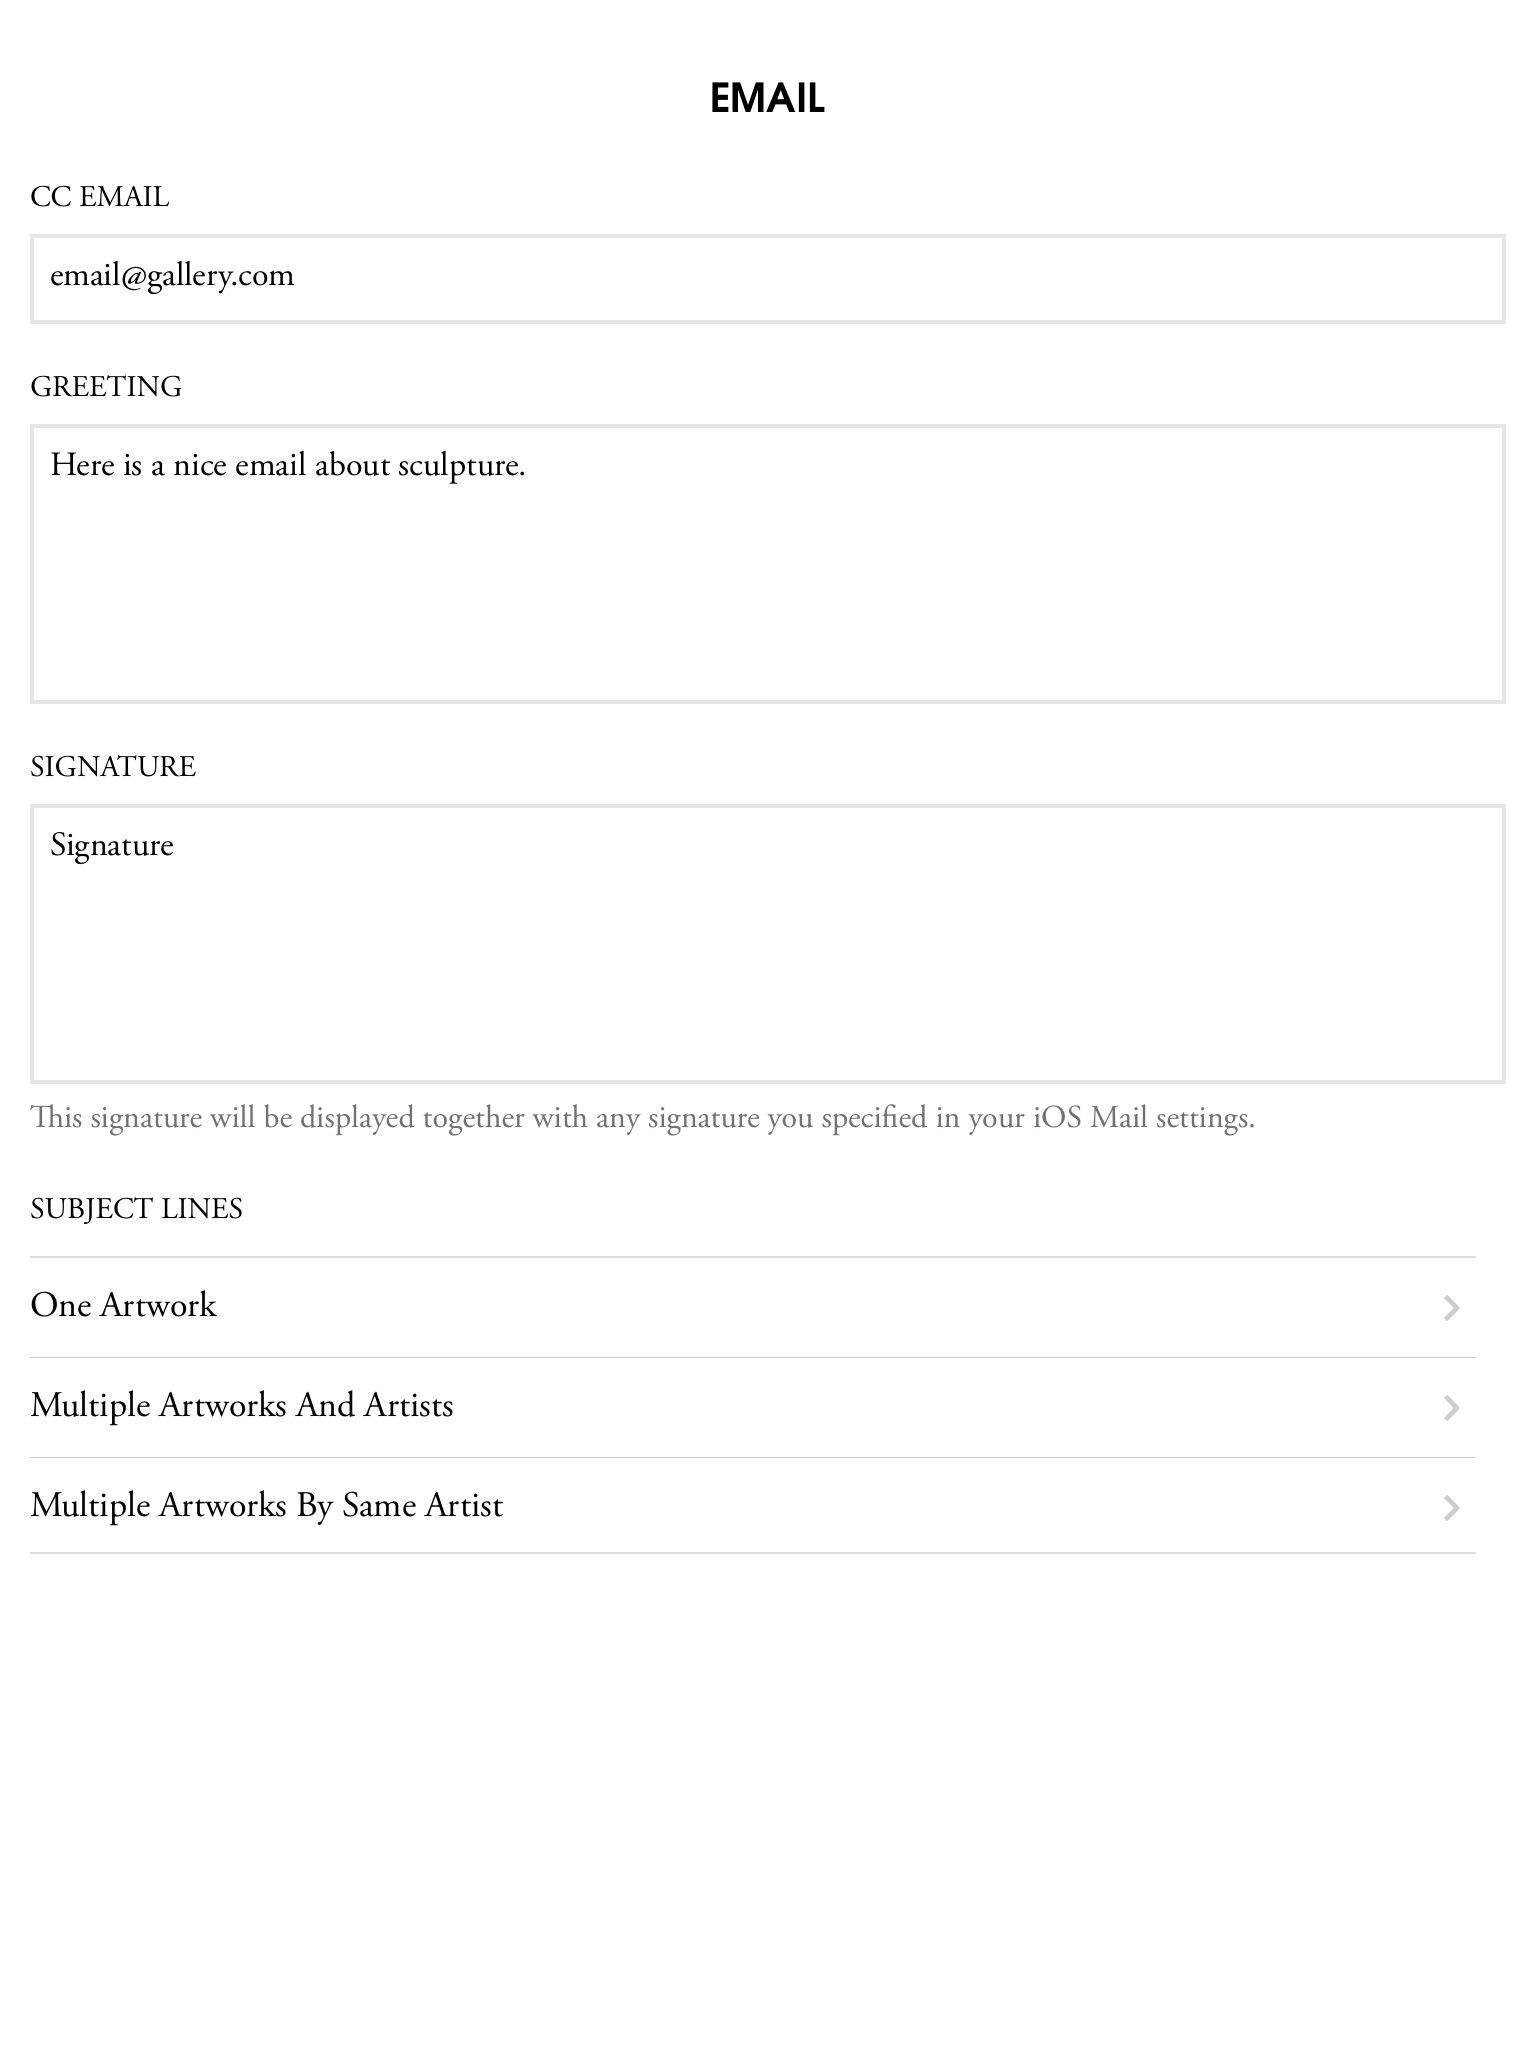 EMAIL
CC EMAIL
email@gallery.com
GREETING
Here is a nice email about sculpture.
SIGNATURE
Signature
This signature will be displayed together with any signature you specified in your iOS Mail settings.
SUBJECT LINES
One Artwork
Multiple Artworks And Artists
Multiple Artworks By Same Artist